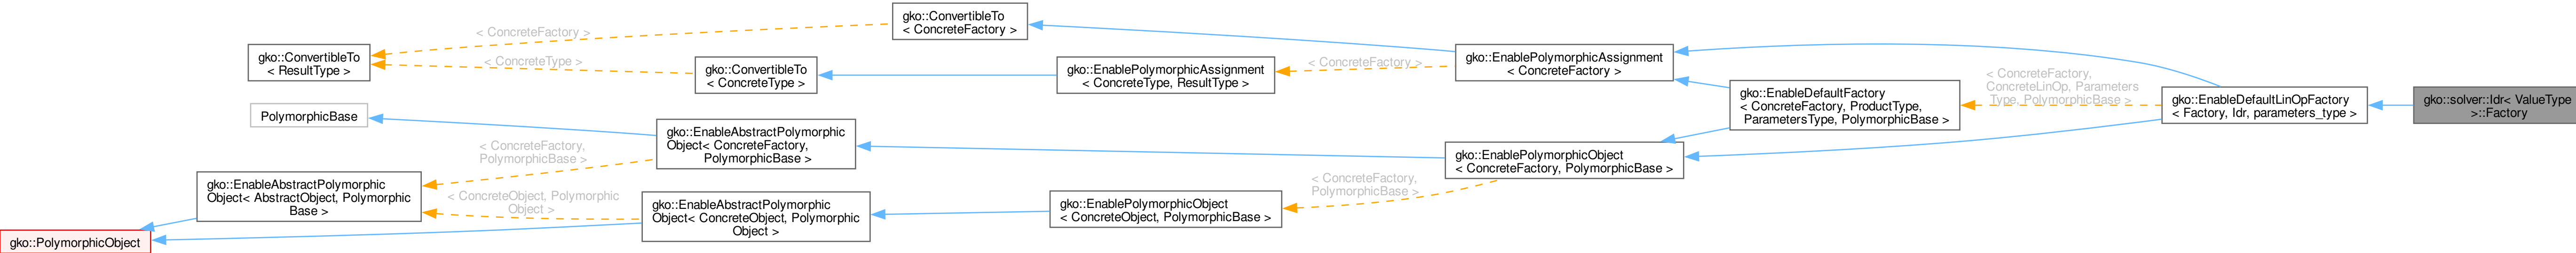 gko::ConvertibleTo
< ConcreteFactory >
< ConcreteFactory >
gko::ConvertibleTo
< ResultType >
< ConcreteType >
gko::ConvertibleTo
< ConcreteType >
gko::EnablePolymorphicAssignment
< ConcreteType, ResultType >
< ConcreteFactory >
gko::EnablePolymorphicAssignment
< ConcreteFactory >
gko::EnableDefaultFactory
< ConcreteFactory, ProductType,
ParametersType, PolymorphicBase >
< ConcreteFactory,
ConcreteLinOp, Parameters
Type, PolymorphicBase >
gko::EnableDefaultLinOpFactory
< Factory, Idr, parameters_type >
gko::solver::Idr< ValueType
>::Factory
PolymorphicBase
gko::EnableAbstractPolymorphic
Object< ConcreteFactory,
PolymorphicBase >
< ConcreteFactory,
PolymorphicBase >
gko::EnablePolymorphicObject
< ConcreteFactory, PolymorphicBase >
gko::EnableAbstractPolymorphic
Object< AbstractObject, Polymorphic
Base >
< ConcreteObject, Polymorphic
Object >
gko::EnableAbstractPolymorphic
Object< ConcreteObject, Polymorphic
Object >
gko::EnablePolymorphicObject
< ConcreteObject, PolymorphicBase >
< ConcreteFactory,
PolymorphicBase >
gko::PolymorphicObject